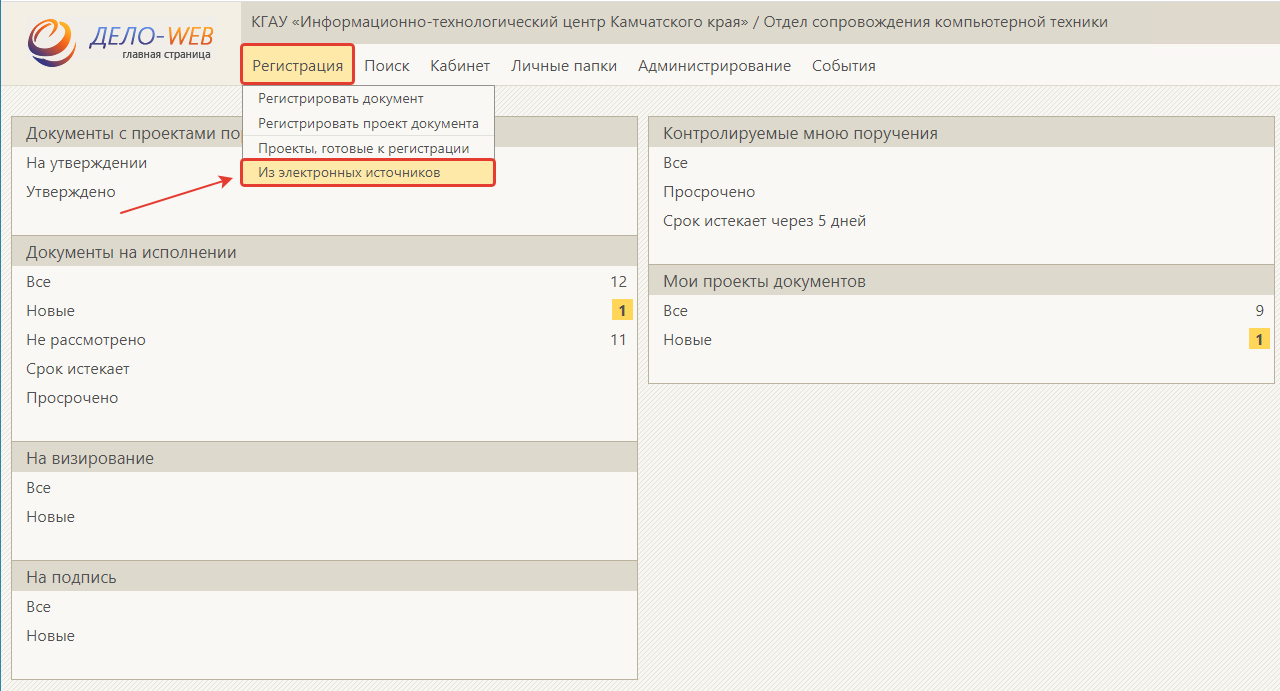 ДЕЛО-WEB
главная страница
КГАУ «Информационно-технологический центр Камчатского края» / Отдел сопровождения компьютерной техники
Регистрация Поиск Кабинет Личные папки Администрирование События
Регистрировать документ
Регистрировать проект документа
Проекты, готовые к регистрации
Из электронных источников
Документы с проектами
На утверждении
Утверждено
Документы на исполнении
Все 12
Новые 1
Не рассмотрено 11
Срок истекает
Просрочено
На визирование
Все
Новые
На подпись
Все
Новые
Контролируемые мною поручения
Все
Просрочено
Срок истекает через 5 дней
Мои проекты документов
Все 9
Новые 1